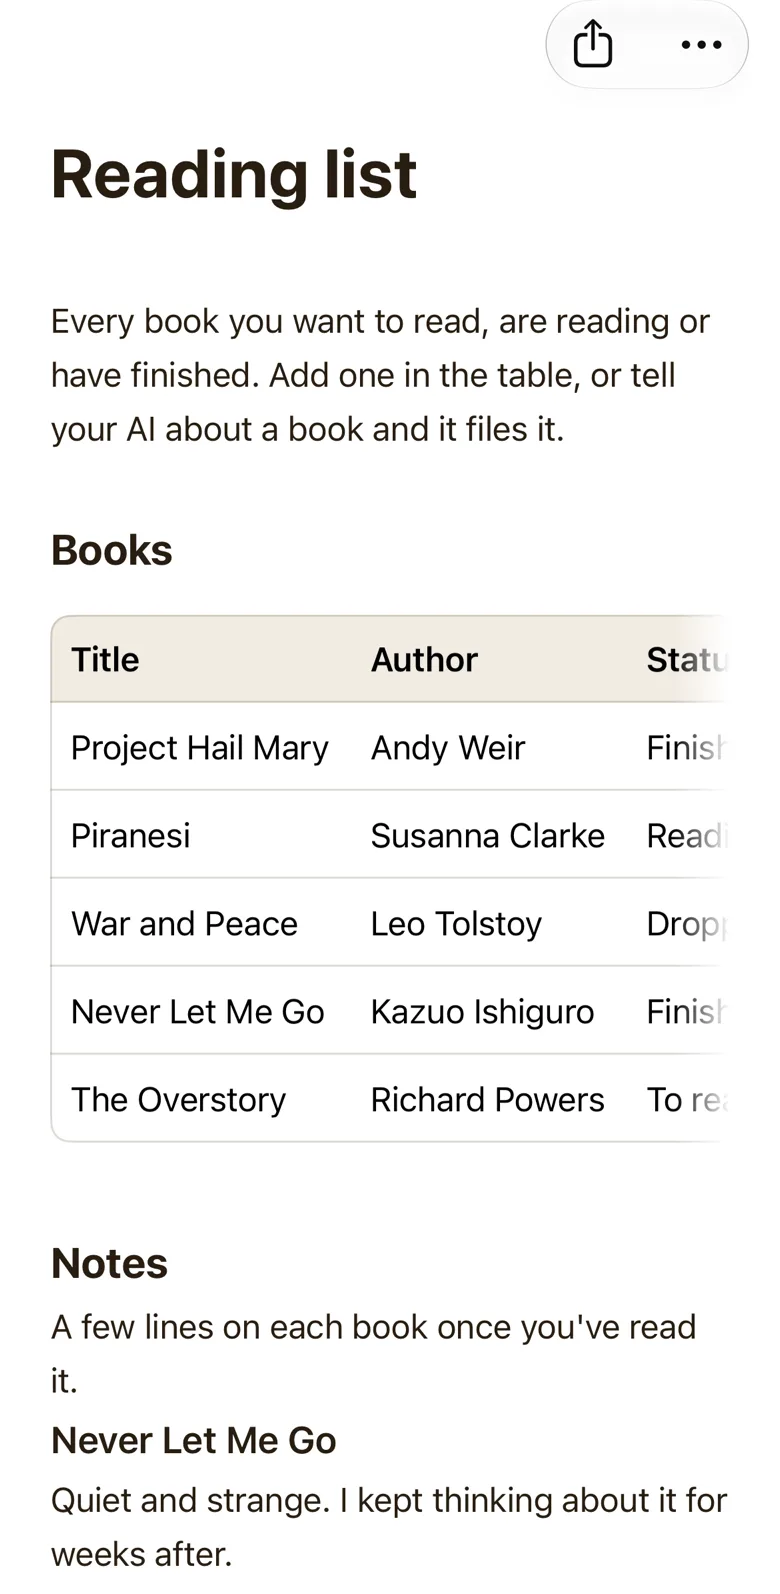 Reading list
Every book you want to read, are reading or
have finished. Add one in the table, or tell
your AI about a book and it files it.
Books
Title Author
Project Hail Mary Andy Weir
Piranesi Susanna Clarke
War and Peace Leo Tolstoy
Never Let Me Go Kazuo Ishiguro
The Overstory Richard Powers To
Notes
A few lines on each book once you've read
it.
Never Let Me Go
Quiet and strange. I kept thinking about it for
weeks after.